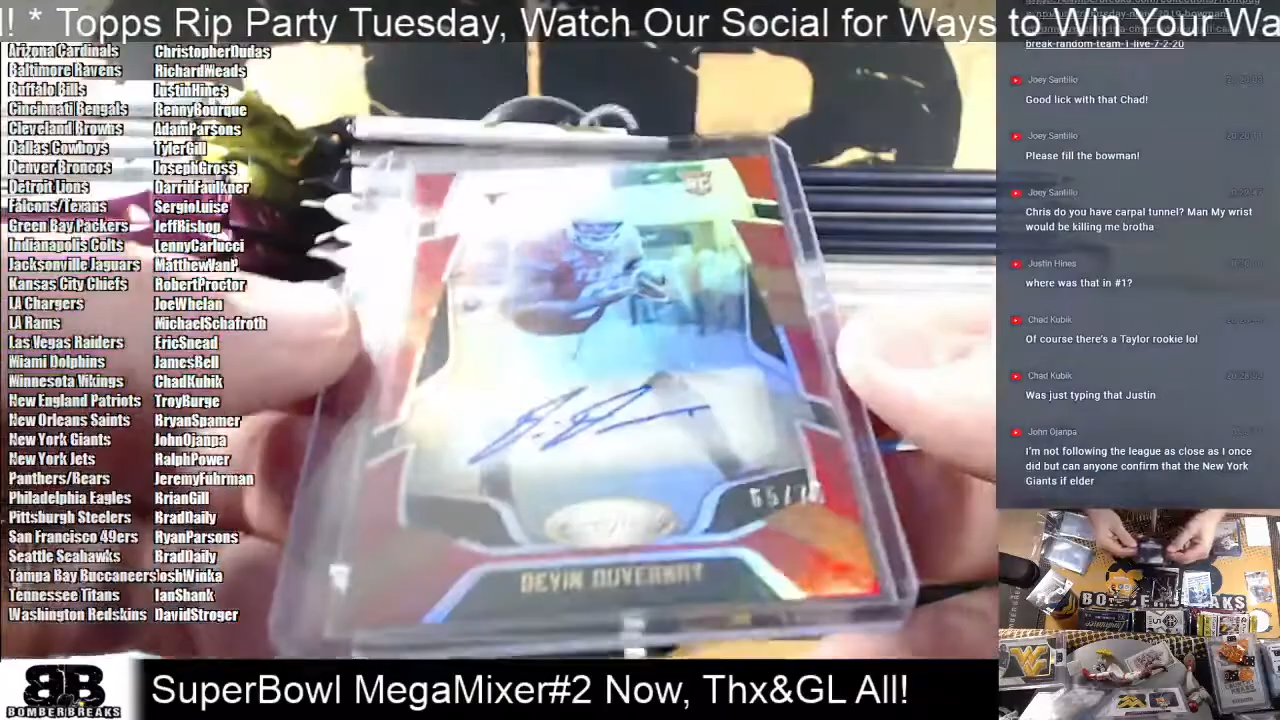 ! * Topps Rip Party Tuesday, Watch Our Social for Ways to Win Our Wa
Arizona Cardinals ChristopherDudas
Baltimore Ravens RichardMeads
Buffalo Bills JustinHines
Cincinnati Bengals BennyBourque
Cleveland Browns AdamParsons
Dallas Cowboys TylerGill
Denver Broncos JosephGross
Detroit Lions DarrinFaulkner
Falcons/Texans SergioLuise
Green Bay Packers JeffBishop
Indianapolis Colts LennyCarlucci
Jacksonville Jaguars MatthewVanP
Kansas City Chiefs RobertProctor
LA Chargers JoeWhelan
LA Rams MichaelSchafroth
Las Vegas Raiders EricSnead
Miami Dolphins JamesBell
Minnesota Vikings ChadKubik
New England Patriots TroyBurge
New Orleans Saints BryanSpamer
New York Giants JohnOjanpa
New York Jets RalphPower
Panthers/Bears JeremyFuhrman
Philadelphia Eagles BrianGill
Pittsburgh Steelers BradDaily
San Francisco 49ers RyanParsons
Seattle Seahawks BradDaily
Tampa Bay Buccaneers JoshWinka
Tennessee Titans IanShank
Washington Redskins DavidStroger
RC
DEVIN DUVERNAY
break-random-team-1-live-7-2-20
Joey Santillo
Good lick with that Chad!
Joey Santillo
Please fill the bowman!
Joey Santillo
Chris do you have carpal tunnel? Man My wrist
would be killing me brotha
Justin Hines
where was that in #1?
Chad Kubik
Of course there's a Taylor rookie lol
Chad Kubik
Was just typing that Justin
John Ojanpa
I'm not following the league as close as I once
did but can anyone confirm that the New York
Giants if elder
BOMBERBREAKS
BB
BOMBERBREAKS
SuperBowl MegaMixer#2 Now, Thx&GL All!